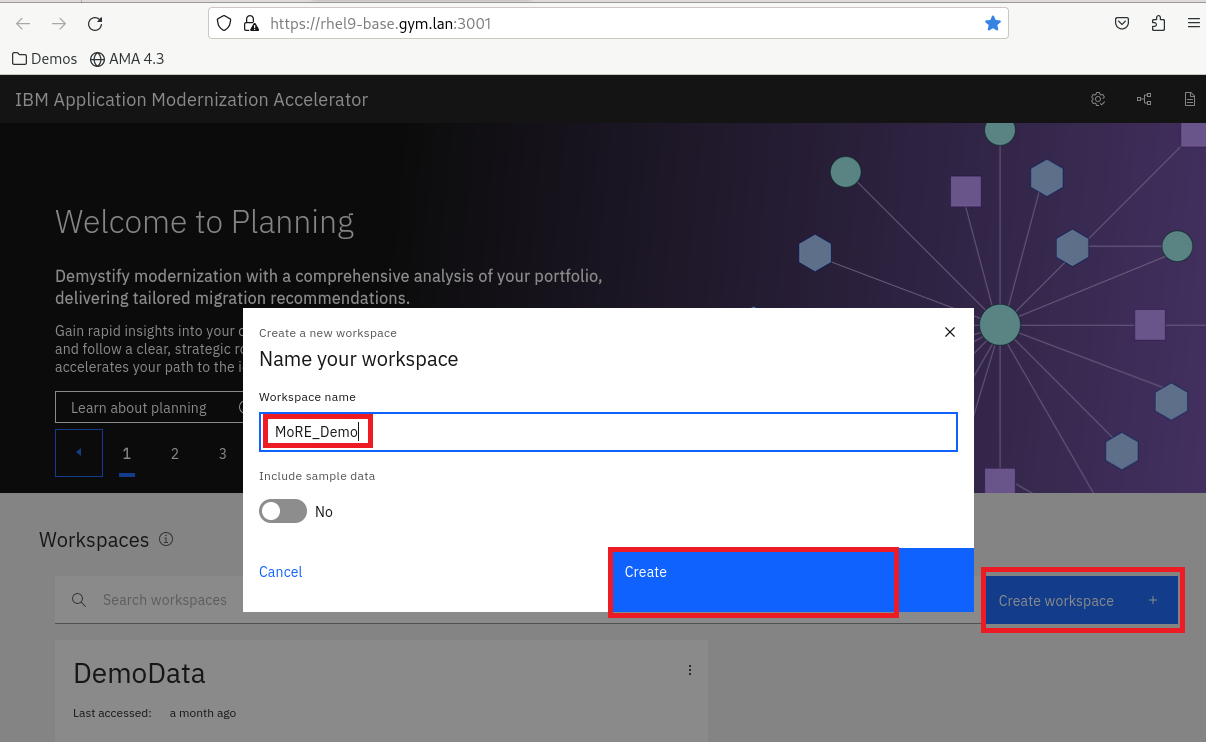 https://rhel9-base.gym.lan:3001
Demos
AMA 4.3
IBM Application Modernization Accelerator
Welcome to Planning
Demystify modernization with a comprehensive analysis of your portfolio,
delivering tailored migration recommendations.
Gain rapid insights into your
and follow a clear, strategic
accelerates your path to the
Learn about planning
1 2 3
Create a new workspace
Name your workspace
Workspace name
MoRE_Demo
Include sample data
No
Cancel
Create
Workspaces
Search workspaces
Create workspace +
DemoData
Last accessed: a month ago